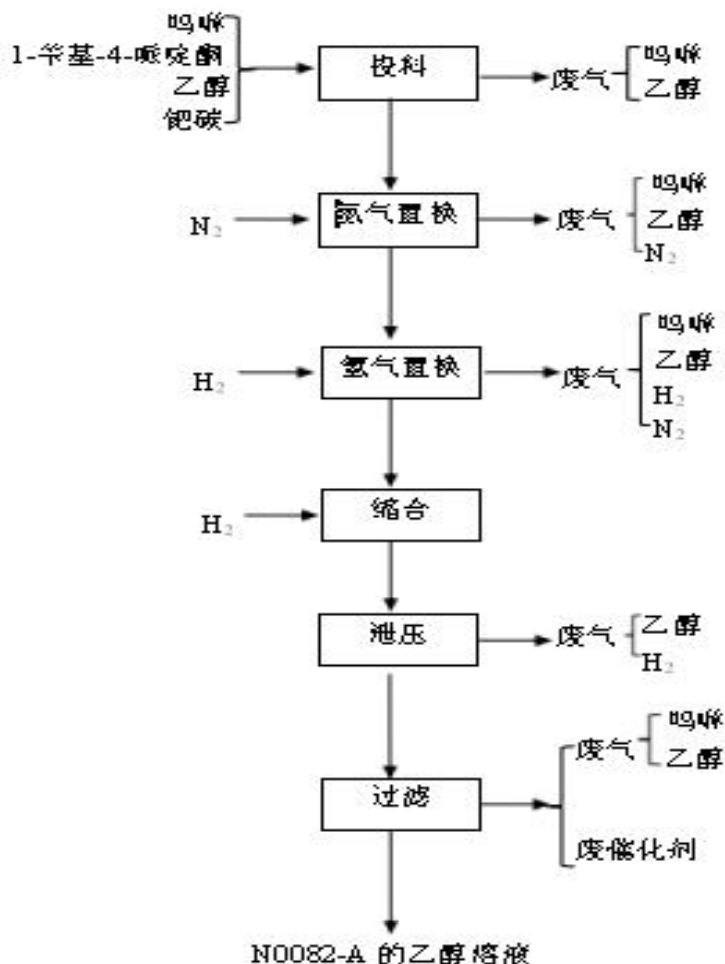 吗啉
1-苄基-4-哌啶酮
乙醇
钯碳
投料
废气
吗啉
乙醇
N₂
氮气置换
废气
吗啉
乙醇
N₂
H₂
氢气置换
废气
吗啉
乙醇
H₂
N₂
H₂
缩合
泄压
废气
乙醇
H₂
过滤
废气
吗啉
乙醇
废催化剂
N0082-A 的乙醇溶液